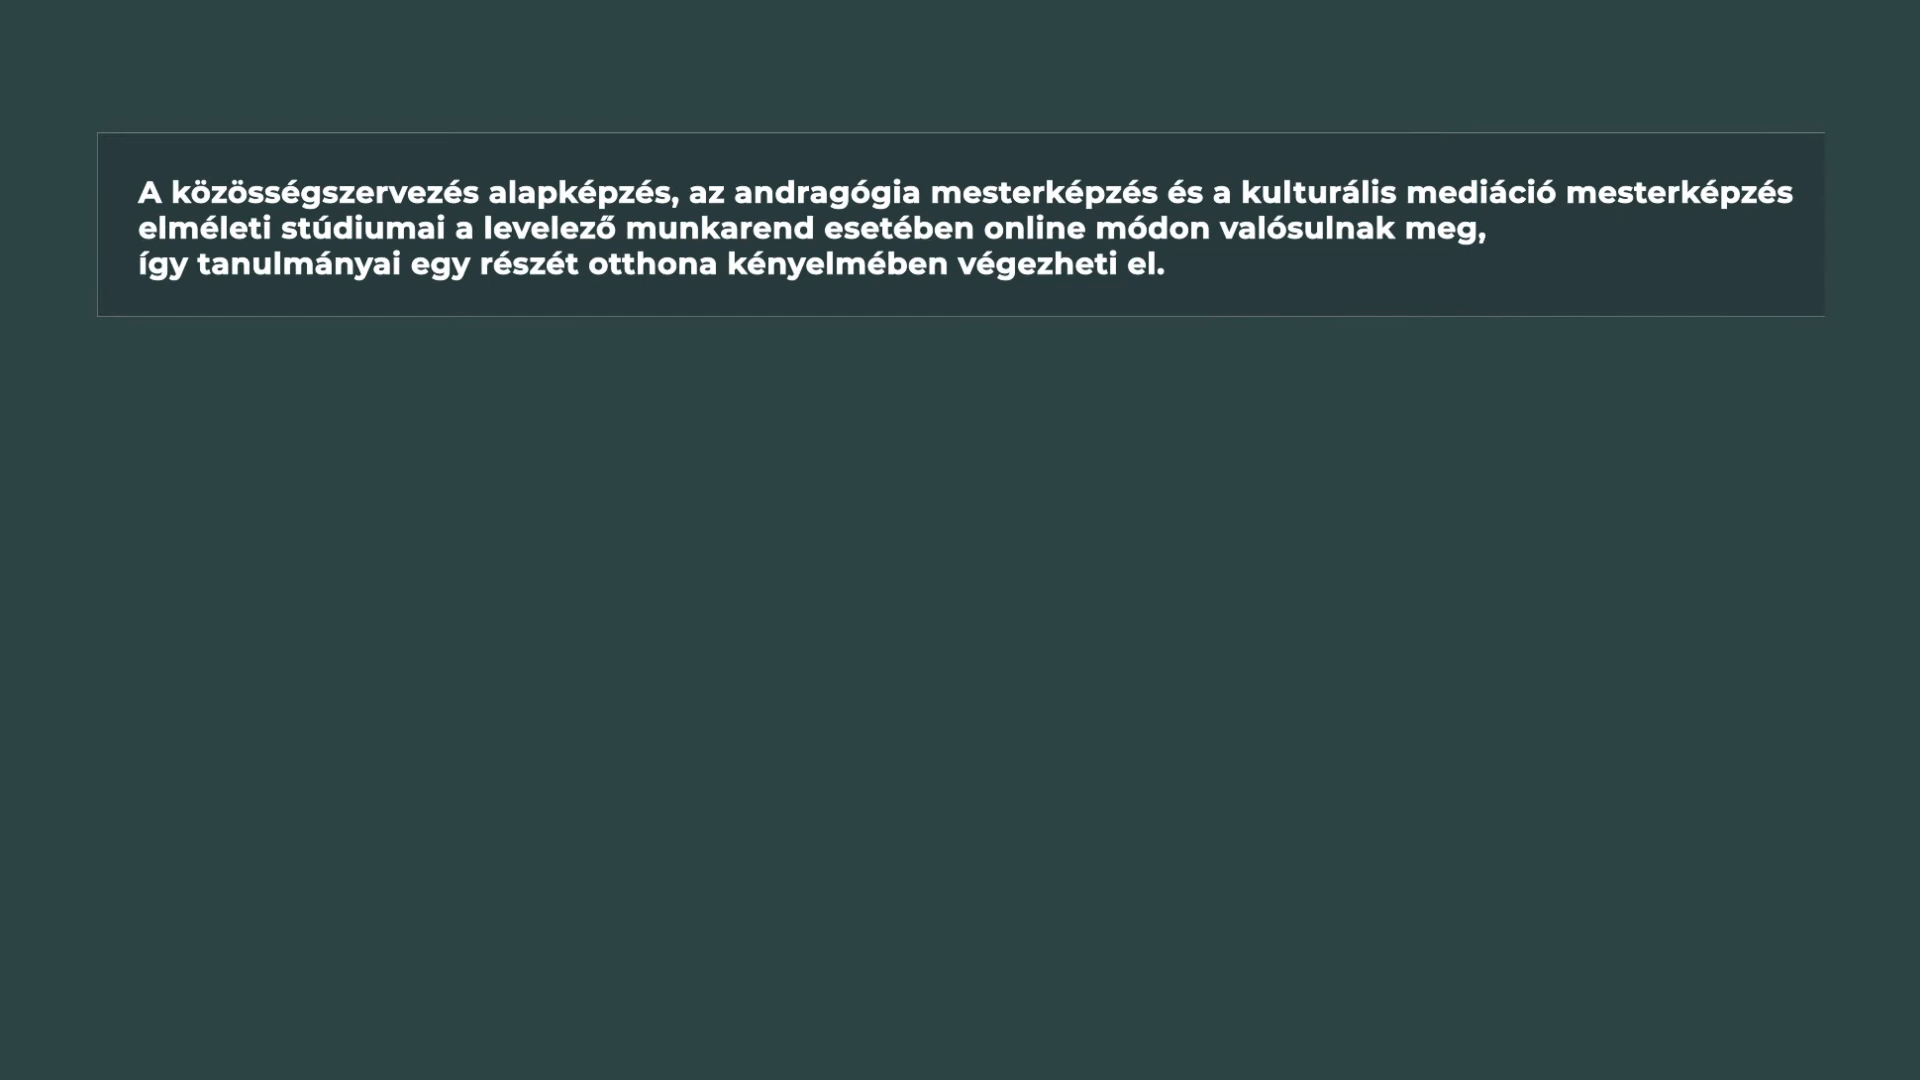 A közösségszervezés alapképzés, az andragógia mesterképzés és a kulturális mediáció mesterképzés
elméleti stúdiumai a levelező munkarend esetében online módon valósulnak meg,
így tanulmányai egy részét otthona kényelmében végezheti el.